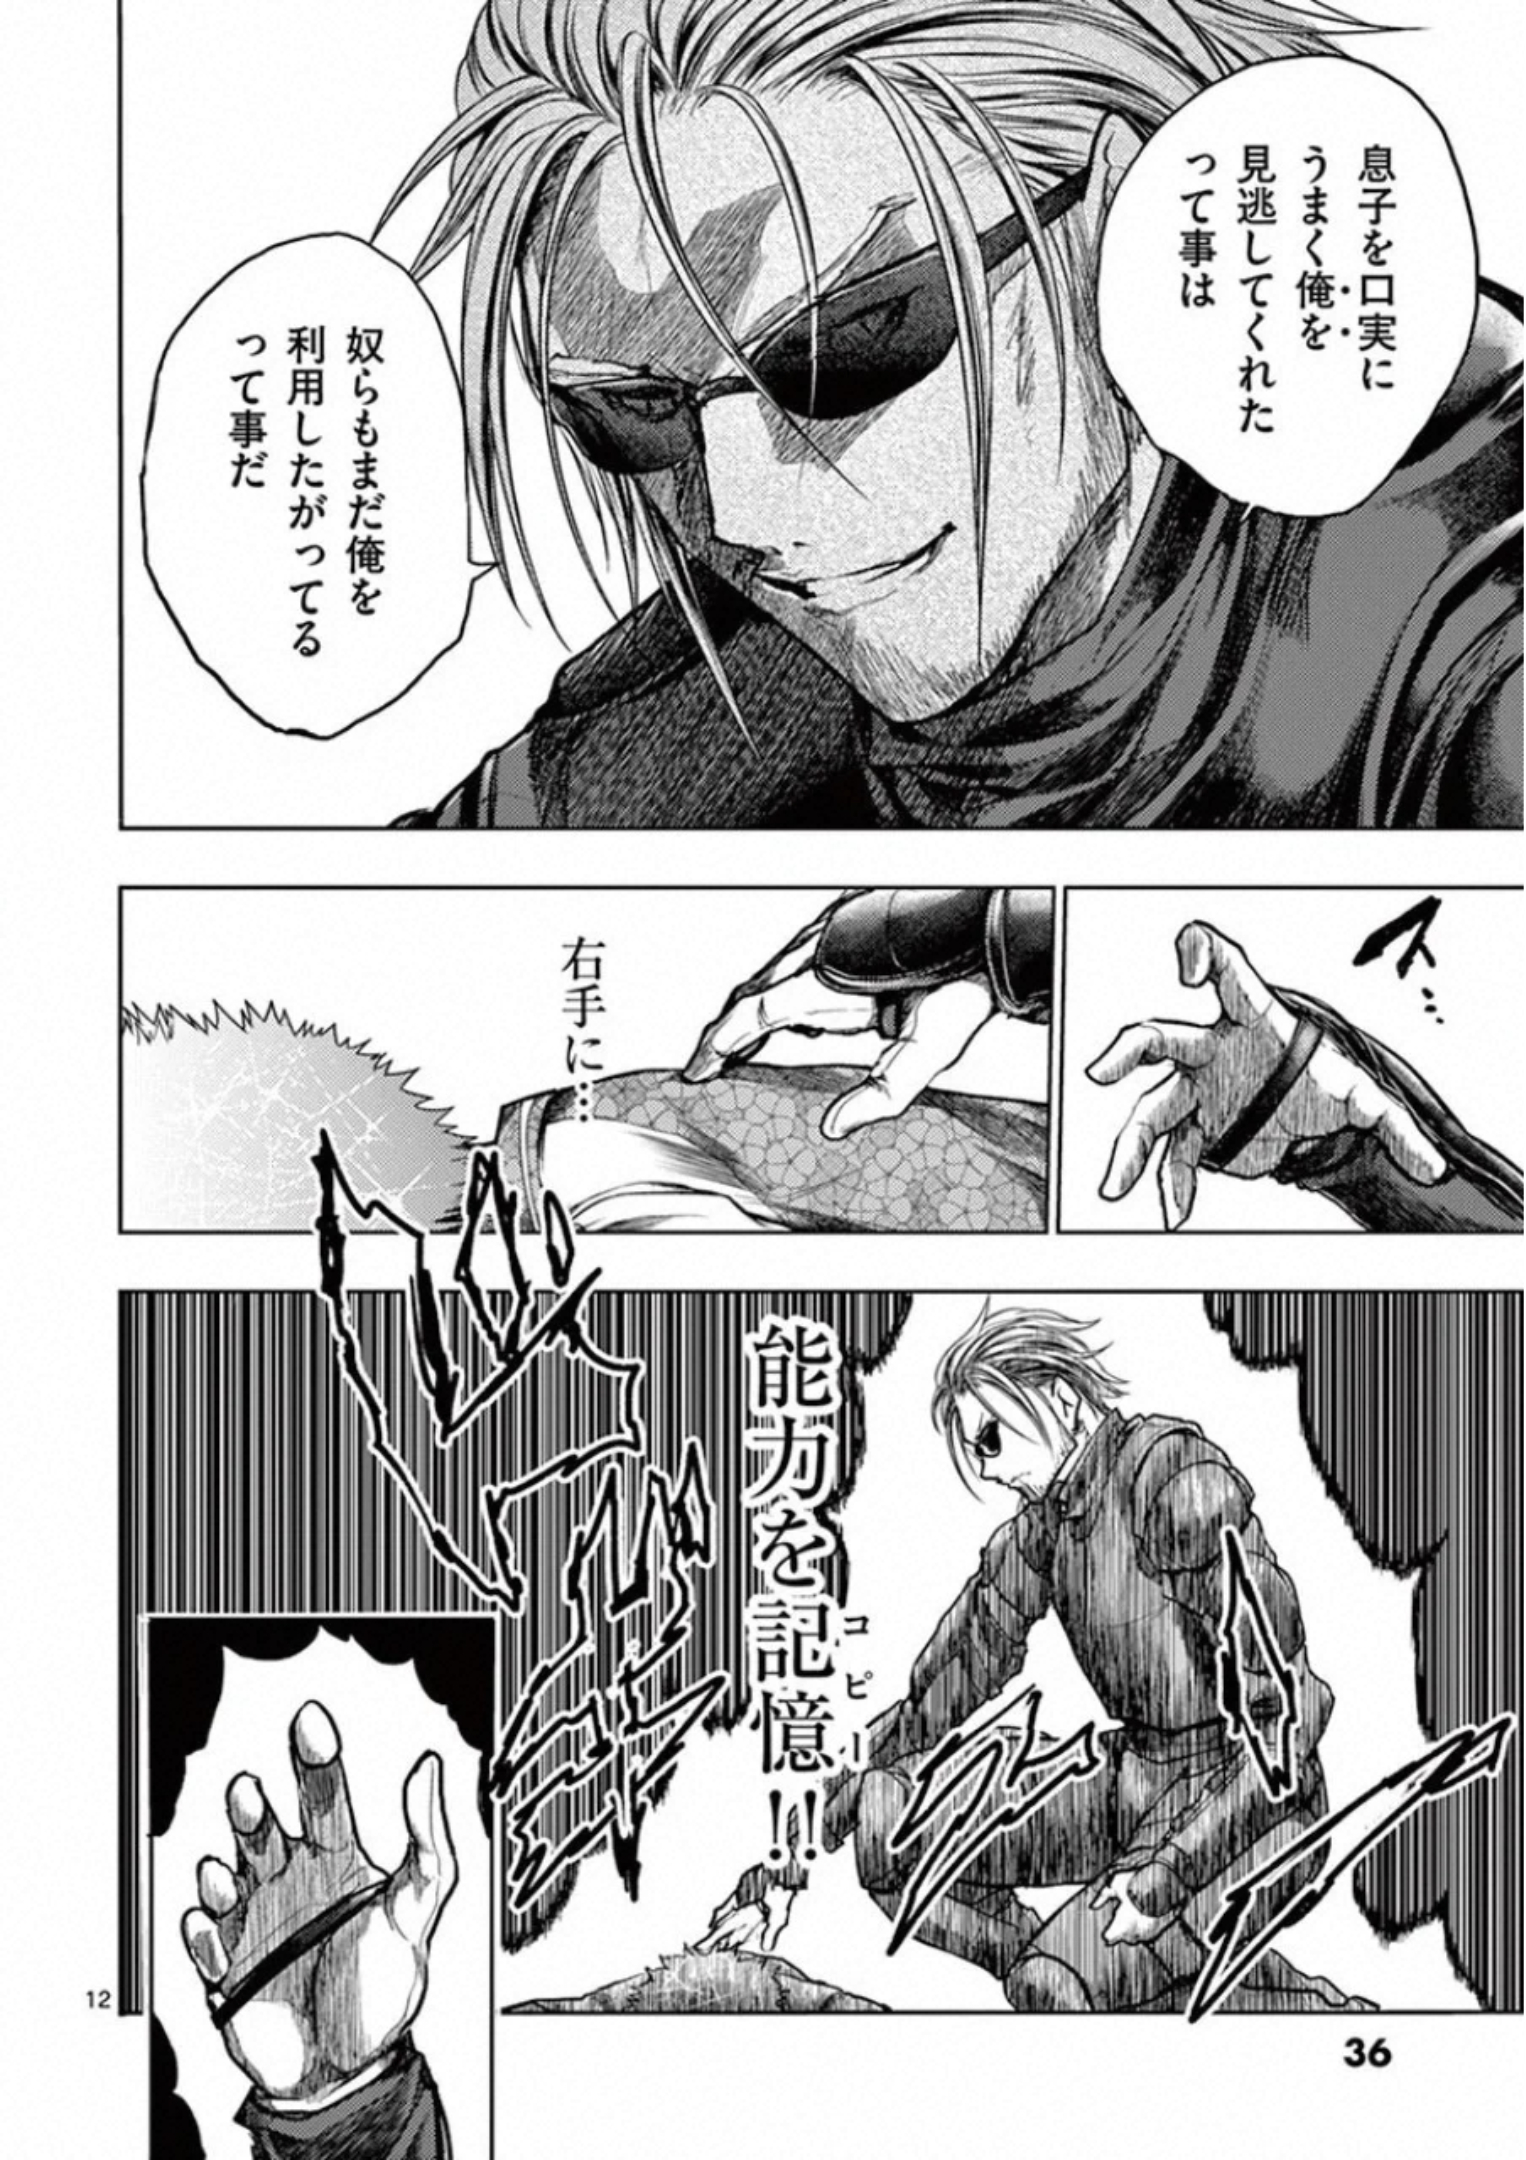 息子を口実に
うまく俺を
見逃してくれた
って事は
奴らもまだ俺を
利用したがってる
って事だ
ス…
右手に…
能力を記憶!!
コピー
12
36